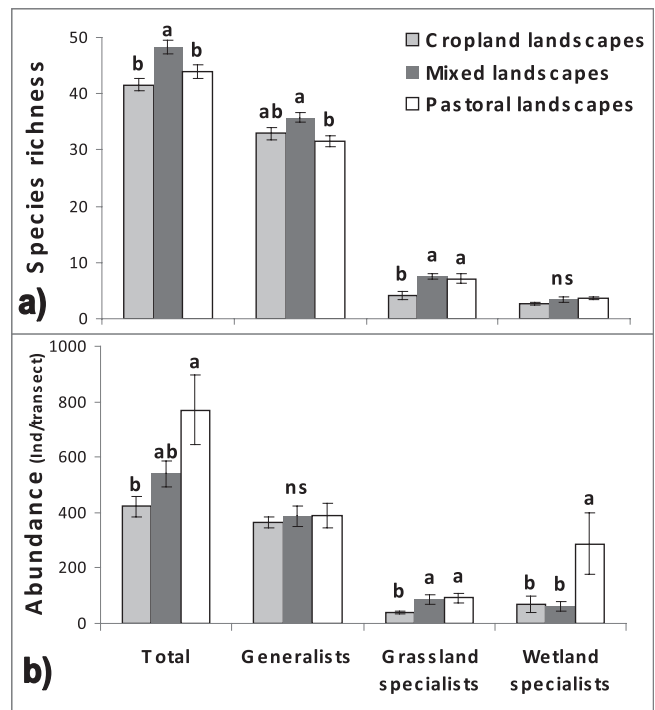 Species richness
50
40
30
20
10
0
b
a
b
ab
a
b
b
a
a
ns
Cropland landscapes
Mixed landscapes
Pastoral landscapes
a)
Abundance (Ind/transect)
1000
800
600
400
200
0
b
ab
a
ns
b
a
a
b
b
a
Total
Generalists
Grassland
specialists
Wetland
specialists
b)